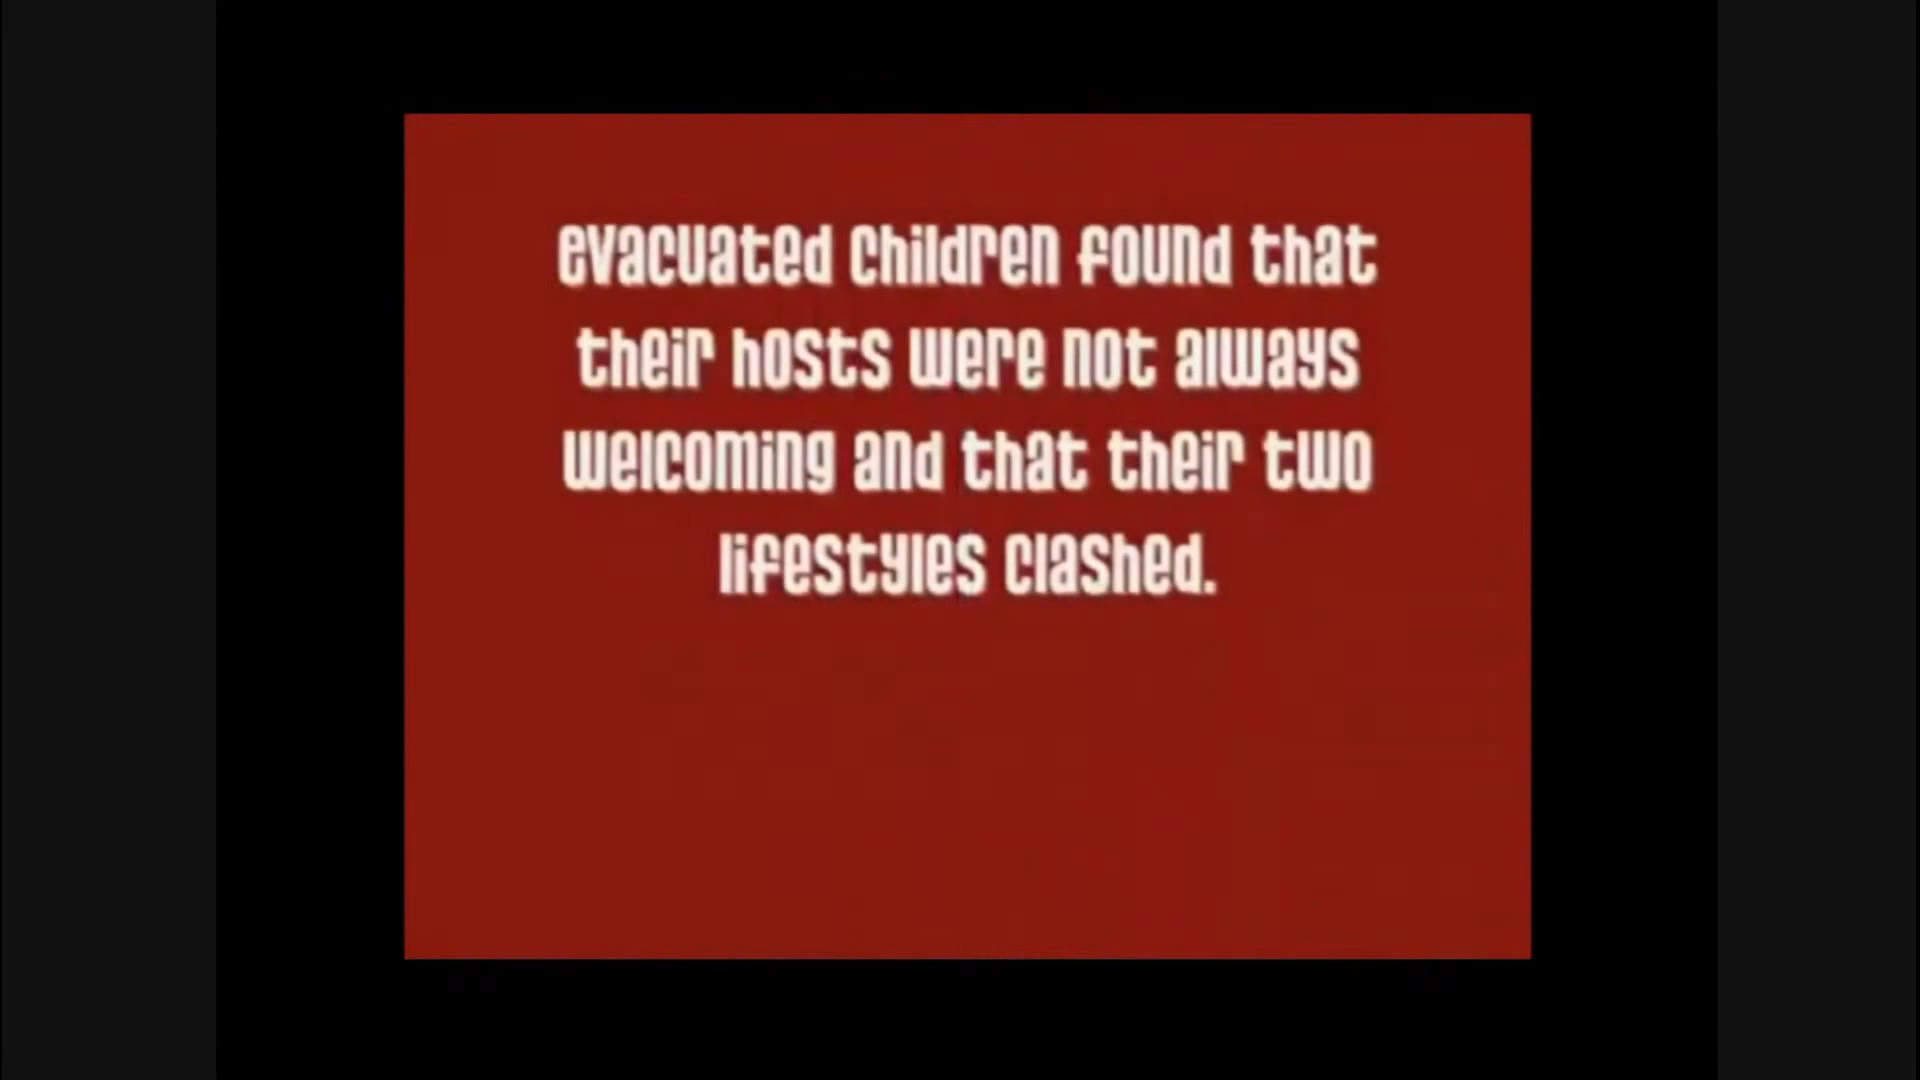 evacuated children found that
their hosts were not always
welcoming and that their two
lifestyles clashed.